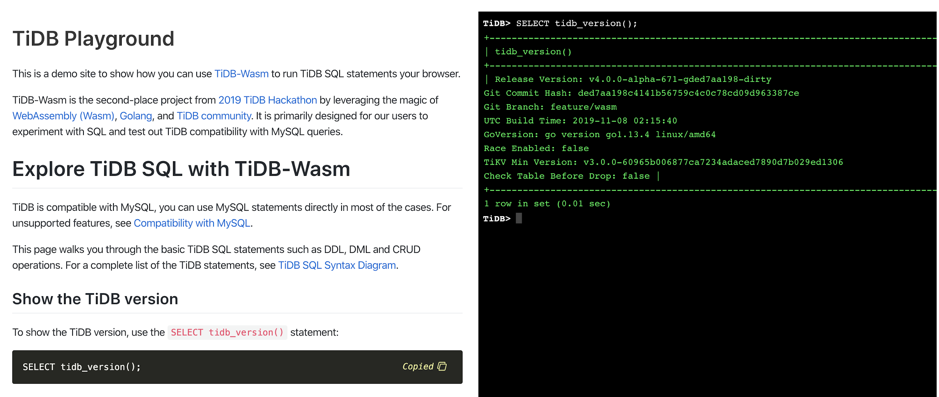 TiDB Playground
This is a demo site to show how you can use TiDB-Wasm to run TiDB SQL statements your browser.
TiDB-Wasm is the second-place project from 2019 TiDB Hackathon by leveraging the magic of
WebAssembly (Wasm), Golang, and TiDB community. It is primarily designed for our users to
experiment with SQL and test out TiDB compatibility with MySQL queries.
Explore TiDB SQL with TiDB-Wasm
TiDB is compatible with MySQL, you can use MySQL statements directly in most of the cases. For
unsupported features, see Compatibility with MySQL.
This page walks you through the basic TiDB SQL statements such as DDL, DML and CRUD
operations. For a complete list of the TiDB statements, see TiDB SQL Syntax Diagram.
Show the TiDB version
To show the TiDB version, use the SELECT tidb_version() statement:
SELECT tidb_version(); Copied
TiDB> SELECT tidb_version();
| tidb_version()
| Release Version: v4.0.0-alpha-671-gded7aa198-dirty
Git Commit Hash: ded7aa198c4141b56759c4c0c78cd09d963387ce
Git Branch: feature/wasm
UTC Build Time: 2019-11-08 02:15:40
GoVersion: go version go1.13.4 linux/amd64
Race Enabled: false
TiKV Min Version: v3.0.0-60965b006877ca7234adaced7890d7b029ed1306
Check Table Before Drop: false |
1 row in set (0.01 sec)
TiDB>